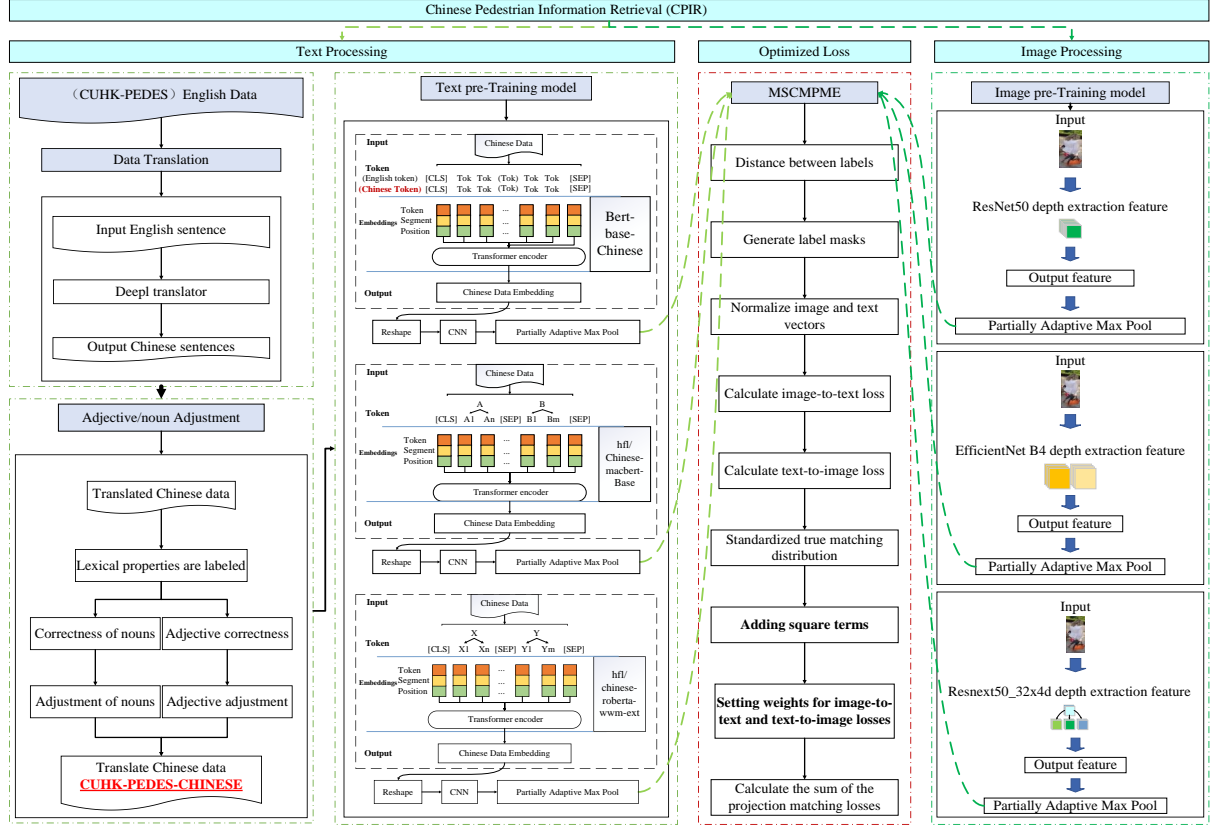 Chinese Pedestrian Information Retrieval (CPIR)
Text Processing
（CUHK-PEDES）English Data
Data Translation
Input English sentence
Deepl translator
Output Chinese sentences
Adjective/noun Adjustment
Translated Chinese data
Lexical properties are labeled
Correctness of nouns
Adjective correctness
Adjustment of nouns
Adjective adjustment
Translate Chinese data
CUHK-PEDES-CHINESE
Text pre-Training model
Input
Chinese Data
Token
(English token) [CLS] Tok Tok (Tok) Tok Tok [SEP]
(Chinese Token) [CLS] Tok Tok (Tok) Tok Tok [SEP]
Embeddings
Token ...
Segment ...
Position ...
Bert-
base-
Chinese
Transformer encoder
Output
Chinese Data Embedding
Reshape
CNN
Partially Adaptive Max Pool
Input
Chinese Data
Token
A B
[CLS] A1 An [SEP] B1 Bm [SEP]
Embeddings
Token ...
Segment ...
Position ...
hfl/
Chinese-
macbert-
Base
Transformer encoder
Output
Chinese Data Embedding
Reshape
CNN
Partially Adaptive Max Pool
Input
Chinese Data
Token
X Y
[CLS] X1 Xn [SEP] Y1 Ym [SEP]
Embeddings
Token ...
Segment ...
Position ...
hfl/
chinese-
roberta-
wwm-ext
Transformer encoder
Output
Chinese Data Embedding
Reshape
CNN
Partially Adaptive Max Pool
Optimized Loss
MSCMPME
Distance between labels
Generate label masks
Normalize image and text
vectors
Calculate image-to-text loss
Calculate text-to-image loss
Standardized true matching
distribution
Adding square terms
Setting weights for image-to-
text and text-to-image losses
Calculate the sum of the
projection matching losses
Image Processing
Image pre-Training model
Input
ResNet50 depth extraction feature
Output feature
Partially Adaptive Max Pool
Input
EfficientNet B4 depth extraction feature
Output feature
Partially Adaptive Max Pool
Input
Resnext50_32x4d depth extraction feature
Output feature
Partially Adaptive Max Pool